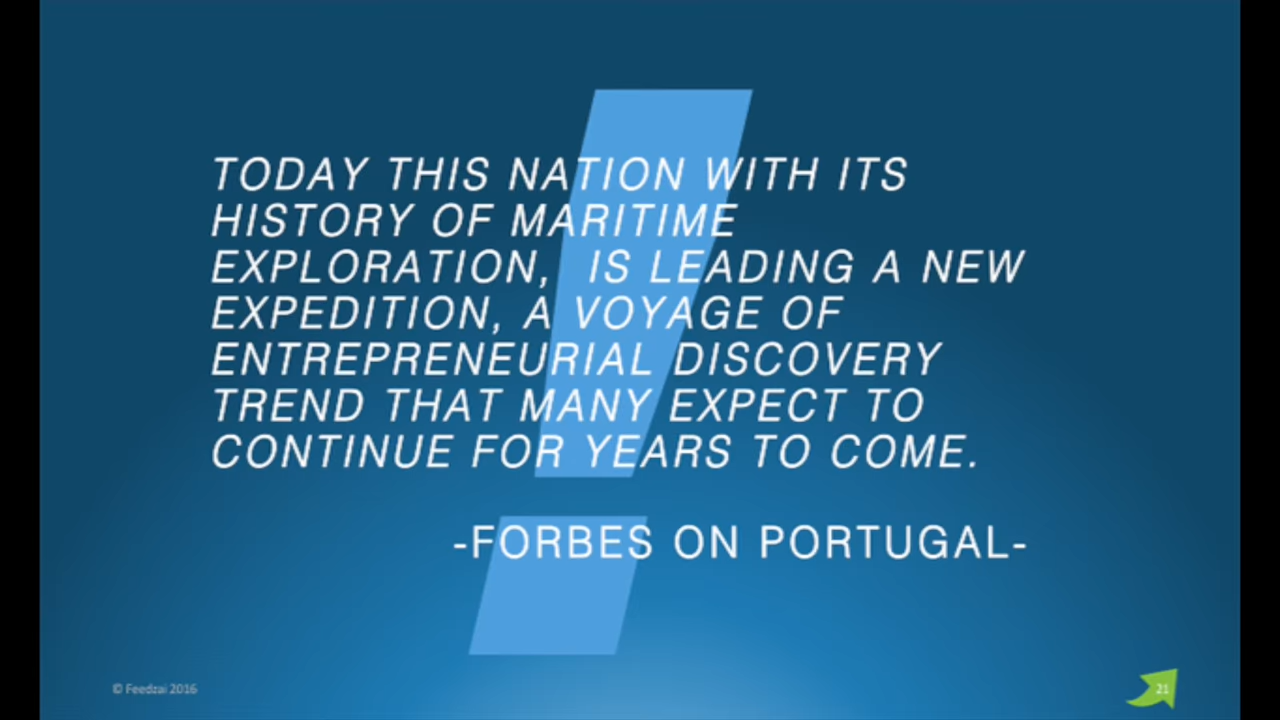 TODAY THIS NATION WITH ITS
HISTORY OF MARITIME
EXPLORATION,  IS LEADING A NEW
EXPEDITION, A VOYAGE OF
ENTREPRENEURIAL DISCOVERY
TREND THAT MANY EXPECT TO
CONTINUE FOR YEARS TO COME.
-FORBES ON PORTUGAL-
© Feedzai 2016
21